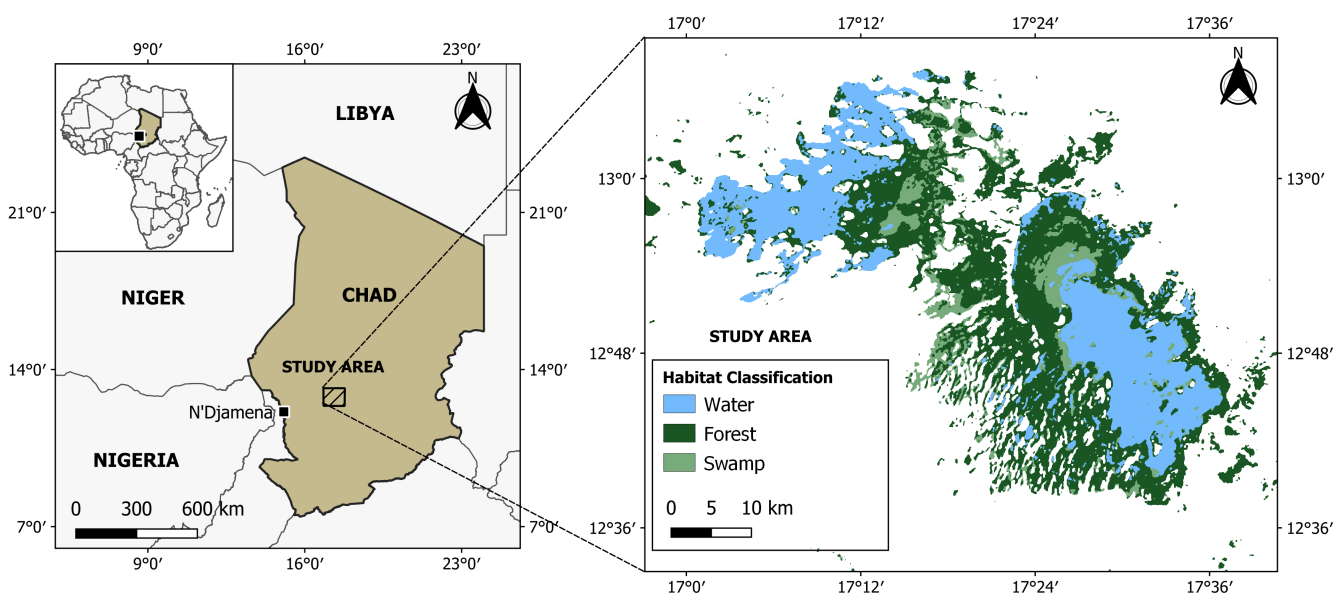 9°0′ 16°0′ 23°0′
N
LIBYA
21°0′ 21°0′
NIGER
CHAD
STUDY AREA
14°0′ 14°0′
N'Djamena
NIGERIA
0 300 600 km
7°0′ 7°0′
9°0′ 16°0′ 23°0′
17°0′ 17°12′ 17°24′ 17°36′
N
13°0′ 13°0′
STUDY AREA
12°48′ 12°48′
Habitat Classification
Water
Forest
Swamp
0 5 10 km
12°36′ 12°36′
17°0′ 17°12′ 17°24′ 17°36′